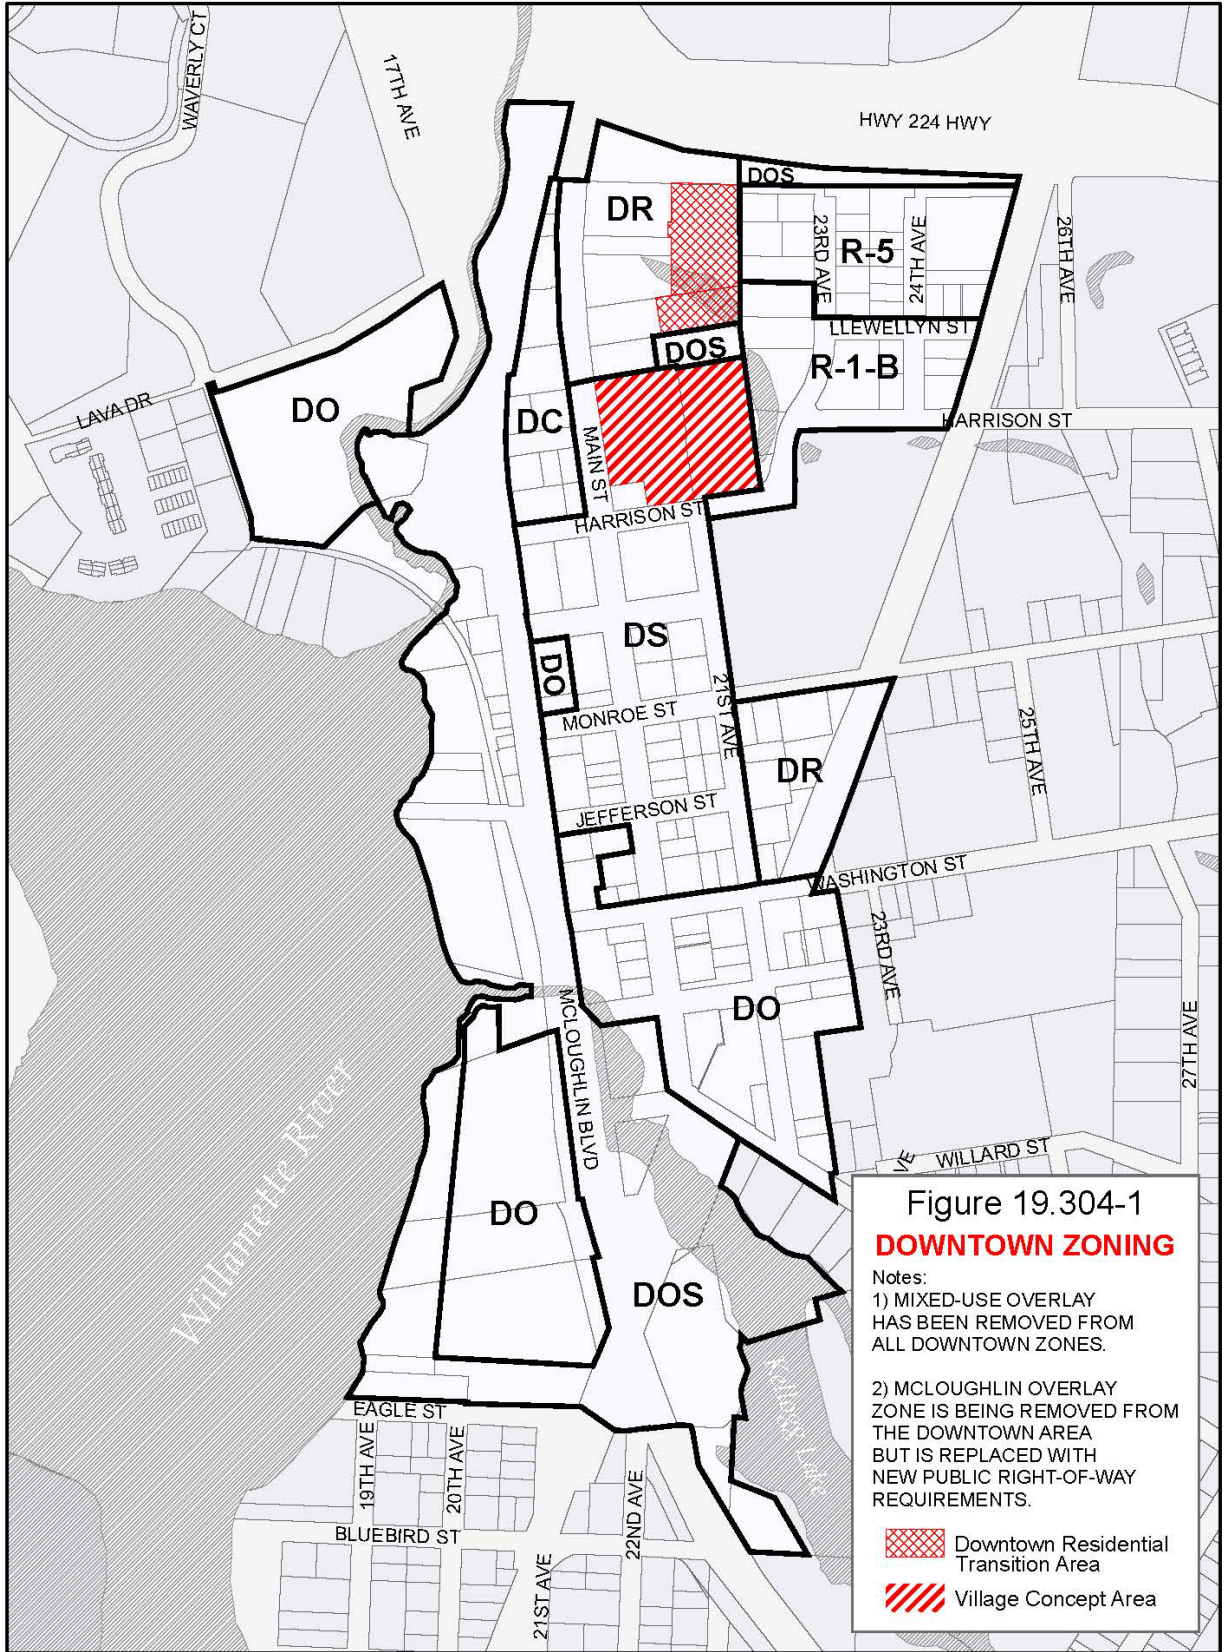 WAVERLY CT
17TH AVE
HWY 224 HWY
DOS
DR
23RD AVE
R-5
24TH AVE
26TH AVE
LLEWELLYN ST
DOS
R-1-B
LAVA DR
DO
DC
MAIN ST
HARRISON ST
HARRISON ST
DS
DO
MONROE ST
21ST AVE
25TH AVE
DR
JEFFERSON ST
WASHINGTON ST
23RD AVE
DO
MCLOUGHLIN BLVD
27TH AVE
Willamette River
VE
WILLARD ST
DO
DOS
Kellogg Lake
EAGLE ST
19TH AVE
20TH AVE
22ND AVE
BLUEBIRD ST
21ST AVE
Figure 19.304-1
DOWNTOWN ZONING
Notes:
1) MIXED-USE OVERLAY
HAS BEEN REMOVED FROM
ALL DOWNTOWN ZONES.
2) MCLOUGHLIN OVERLAY
ZONE IS BEING REMOVED FROM
THE DOWNTOWN AREA
BUT IS REPLACED WITH
NEW PUBLIC RIGHT-OF-WAY
REQUIREMENTS.
Downtown Residential
Transition Area
Village Concept Area